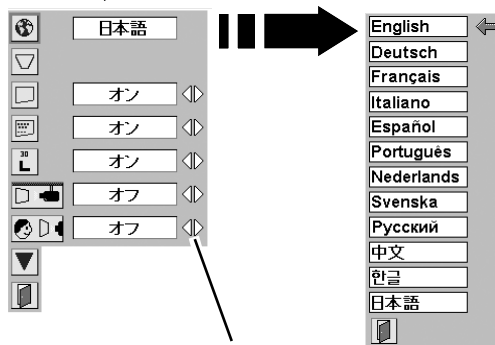 日本語
オン
オン
30
L
オン
オフ
オフ
English
Deutsch
Français
Italiano
Español
Português
Nederlands
Svenska
Русский
中文
한글
日本語